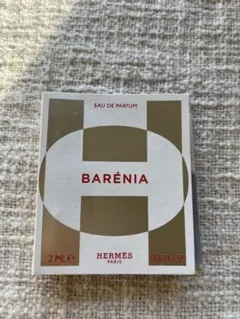 EAU DE PARFUM
BARÉNIA
2 ML ℮
HERMÈS
PARIS